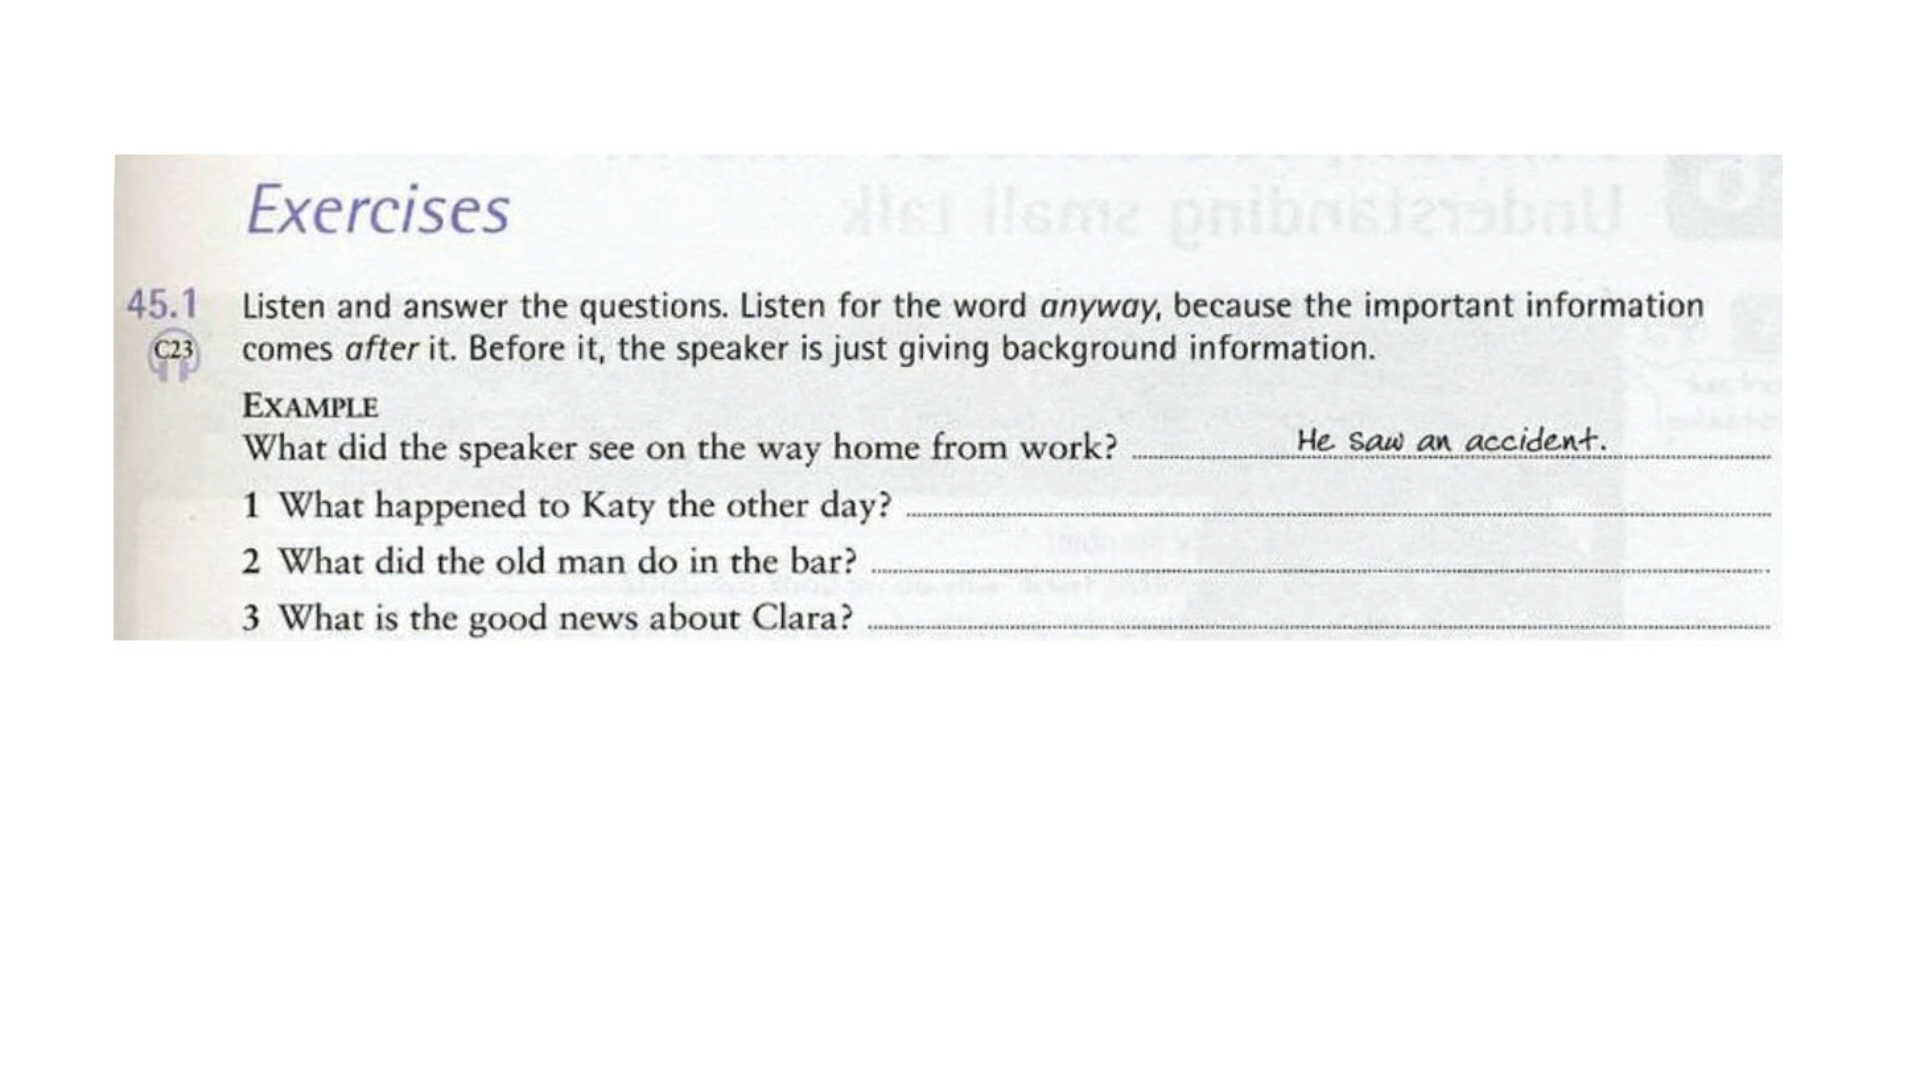 Understanding small talk
Exercises
45.1 Listen and answer the questions. Listen for the word anyway, because the important information
C23 comes after it. Before it, the speaker is just giving background information.
EXAMPLE
What did the speaker see on the way home from work? He saw an accident.
1 What happened to Katy the other day?
2 What did the old man do in the bar?
3 What is the good news about Clara?